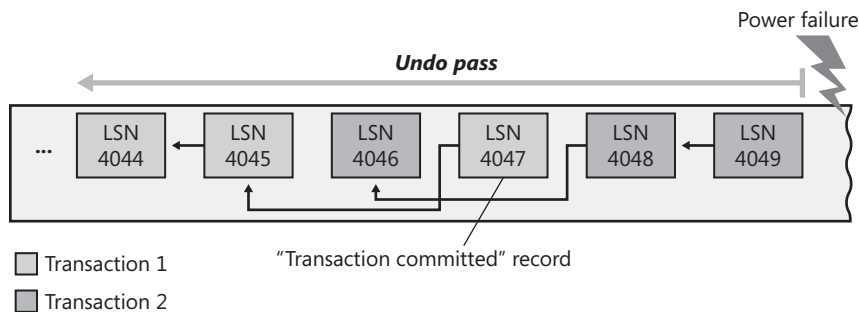 Power failure
Undo pass
... LSN 4044 LSN 4045 LSN 4046 LSN 4047 LSN 4048 LSN 4049
"Transaction committed" record
Transaction 1
Transaction 2